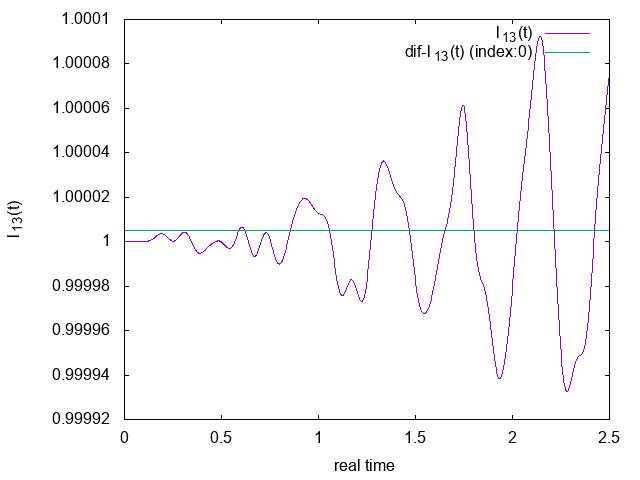 1.0001
1.00008
1.00006
1.00004
1.00002
1
0.99998
0.99996
0.99994
0.99992
I13(t)
I13(t)
dif-I13(t) (index:0)
0 0.5 1 1.5 2 2.5
real time